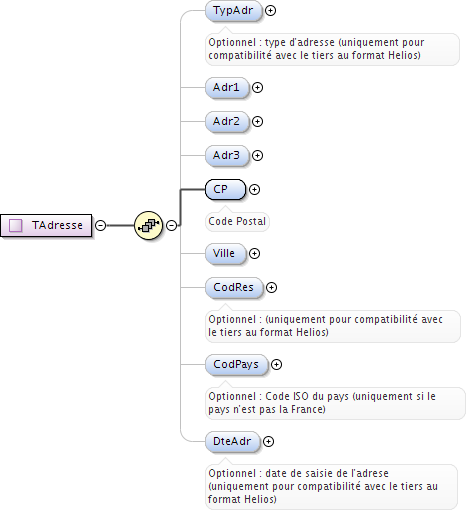 TypAdr
Optionnel : type d'adresse (uniquement pour
compatibilité avec le tiers au format Helios)
Adr1
Adr2
Adr3
CP
Code Postal
TAdresse
Ville
CodRes
Optionnel : (uniquement pour compatibilité avec
le tiers au format Helios)
CodPays
Optionnel : Code ISO du pays (uniquement si le
pays n'est pas la France)
DteAdr
Optionnel : date de saisie de l'adrese
(uniquement pour compatibilité avec le tiers au
format Helios)